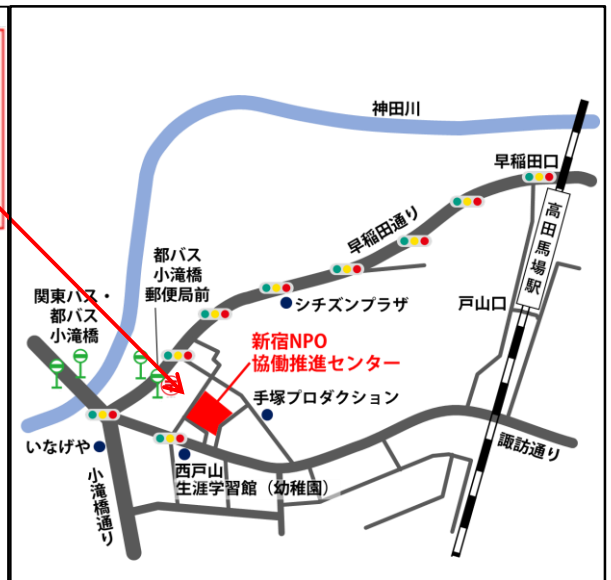 神田川
早稲田口
高田馬場駅
早稲田通り
都バス
小滝橋
郵便局前
関東バス・
都バス
小滝橋
シチズンプラザ
戸山口
新宿NPO
協働推進センター
手塚プロダクション
いなげや
西戸山
生涯学習館（幼稚園）
諏訪通り
小滝橋通り